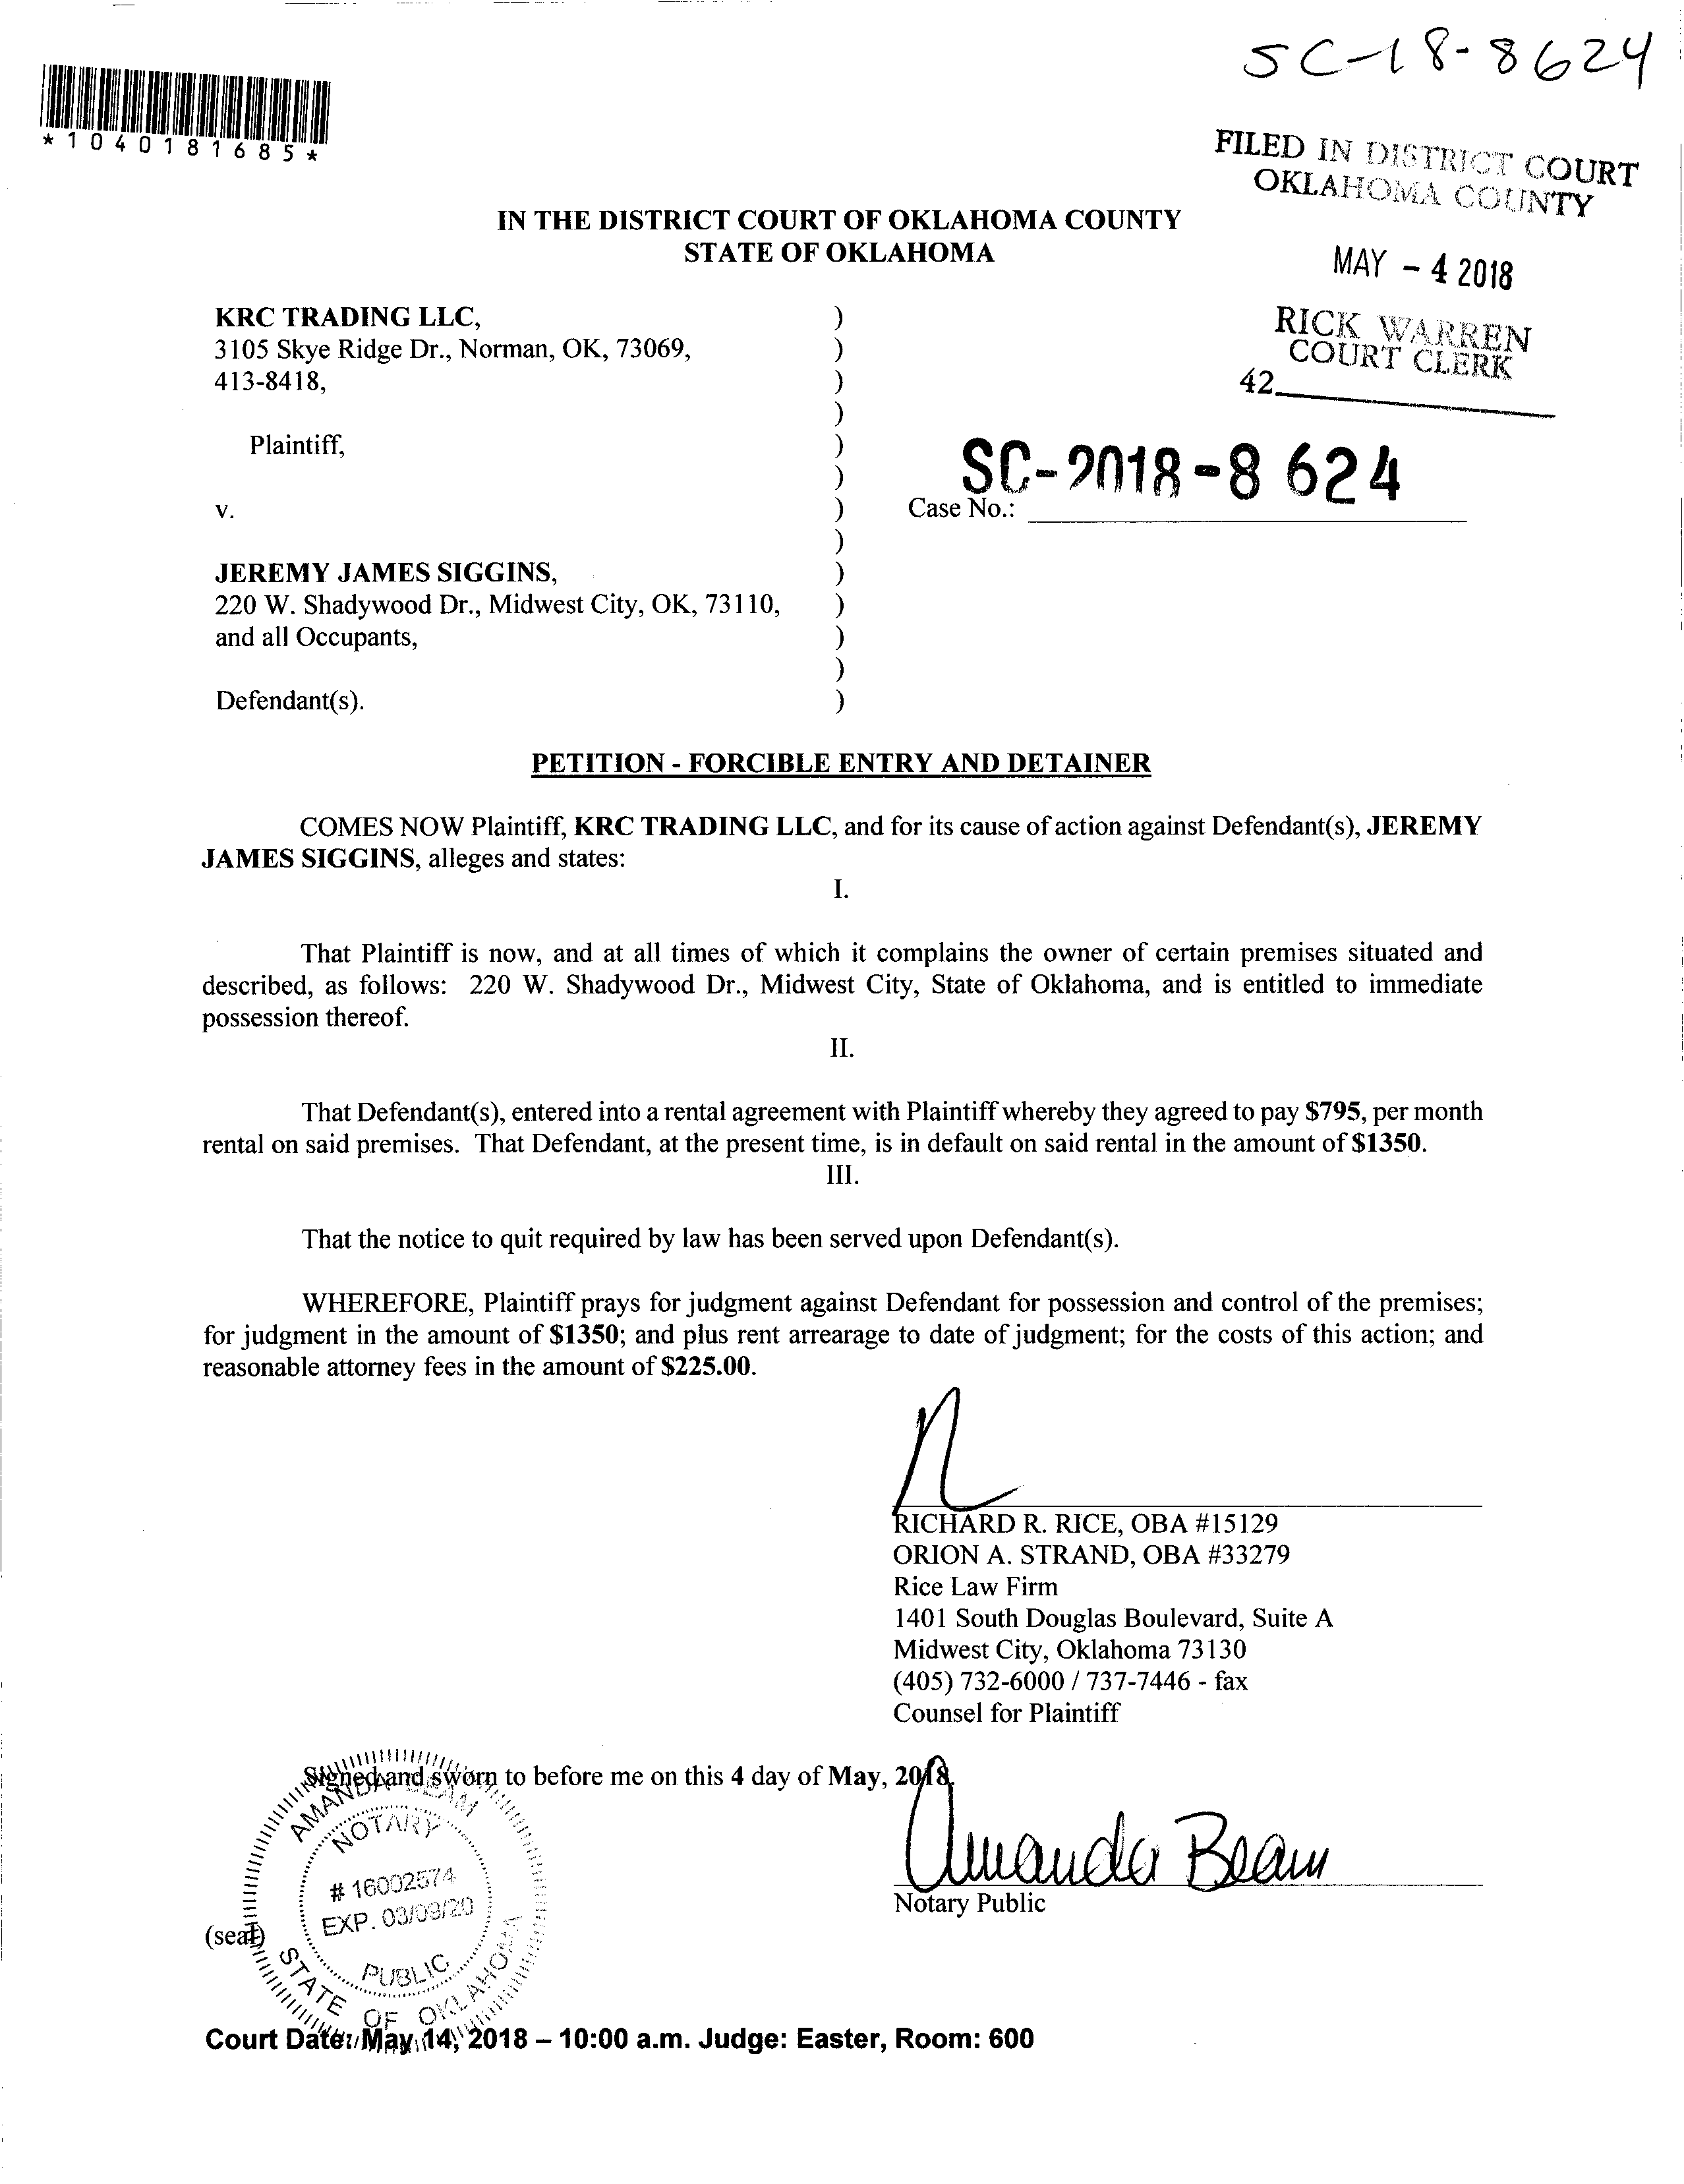 SC-18-8624
*1040181685*
FILED IN DISTRICT COURT
OKLAHOMA COUNTY
MAY - 4 2018
RICK WARREN
COURT CLERK
42
IN THE DISTRICT COURT OF OKLAHOMA COUNTY
STATE OF OKLAHOMA
KRC TRADING LLC, )
3105 Skye Ridge Dr., Norman, OK, 73069, )
413-8418, )
)
Plaintiff, )
)
v. ) Case No.: SC-2018-8 624
)
JEREMY JAMES SIGGINS, )
220 W. Shadywood Dr., Midwest City, OK, 73110, )
and all Occupants, )
)
Defendant(s). )
PETITION - FORCIBLE ENTRY AND DETAINER
COMES NOW Plaintiff, KRC TRADING LLC, and for its cause of action against Defendant(s), JEREMY
JAMES SIGGINS, alleges and states:
I.
That Plaintiff is now, and at all times of which it complains the owner of certain premises situated and
described, as follows: 220 W. Shadywood Dr., Midwest City, State of Oklahoma, and is entitled to immediate
possession thereof.
II.
That Defendant(s), entered into a rental agreement with Plaintiff whereby they agreed to pay $795, per month
rental on said premises. That Defendant, at the present time, is in default on said rental in the amount of $1350.
III.
That the notice to quit required by law has been served upon Defendant(s).
WHEREFORE, Plaintiff prays for judgment against Defendant for possession and control of the premises;
for judgment in the amount of $1350; and plus rent arrearage to date of judgment; for the costs of this action; and
reasonable attorney fees in the amount of $225.00.
RICHARD R. RICE, OBA #15129
ORION A. STRAND, OBA #33279
Rice Law Firm
1401 South Douglas Boulevard, Suite A
Midwest City, Oklahoma 73130
(405) 732-6000 / 737-7446 - fax
Counsel for Plaintiff
Signed and sworn to before me on this 4 day of May, 2018.
Amanda Beam
Notary Public
AMANDA BEAM
NOTARY
# 16002574
EXP. 03/09/20
PUBLIC
STATE OF OKLAHOMA
(seal)
Court Date: May 14, 2018 – 10:00 a.m. Judge: Easter, Room: 600